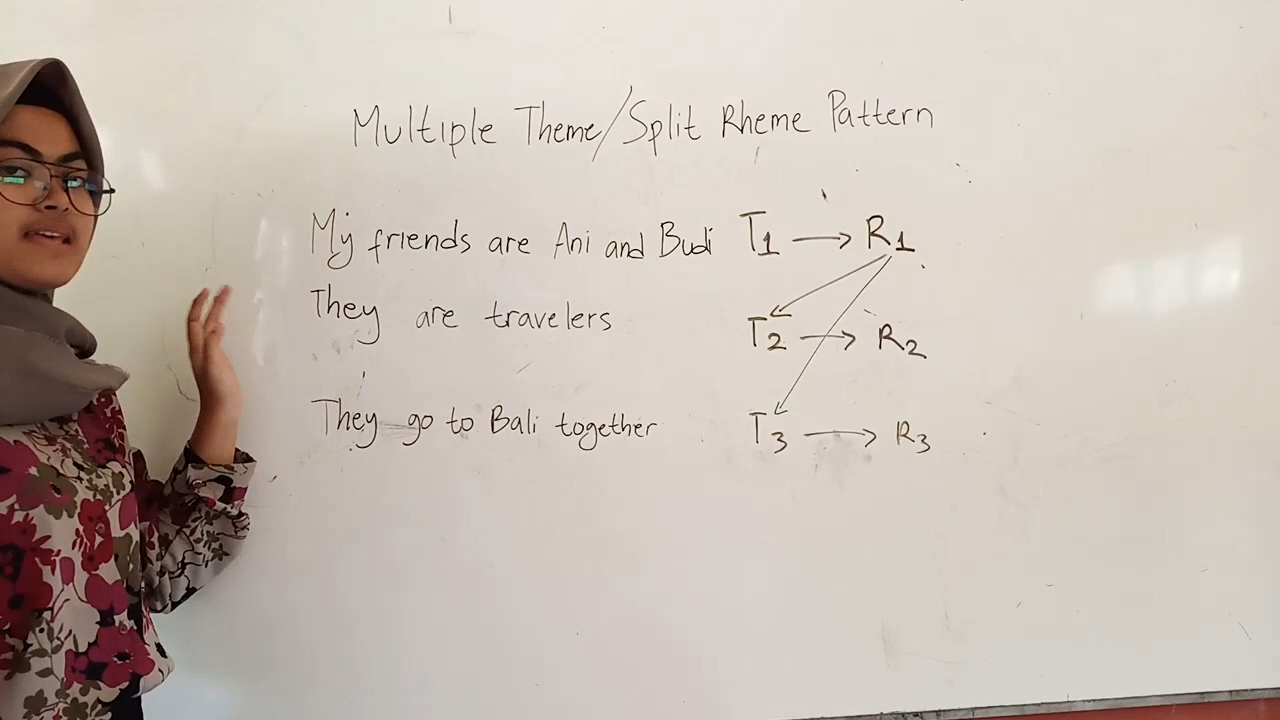 Multiple Theme/Split Rheme Pattern
My friends are Ani and Budi T1 → R1
They are travelers T2 → R2
They go to Bali together T3 → R3